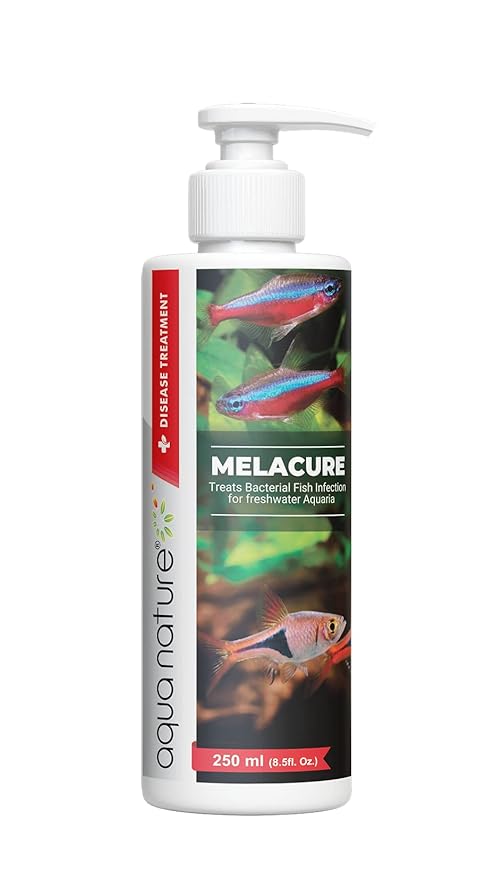 DISEASE TREATMENT
aqua nature®
MELACURE
Treats Bacterial Fish Infection
for freshwater Aquaria
250 ml (8.5fl. Oz.)